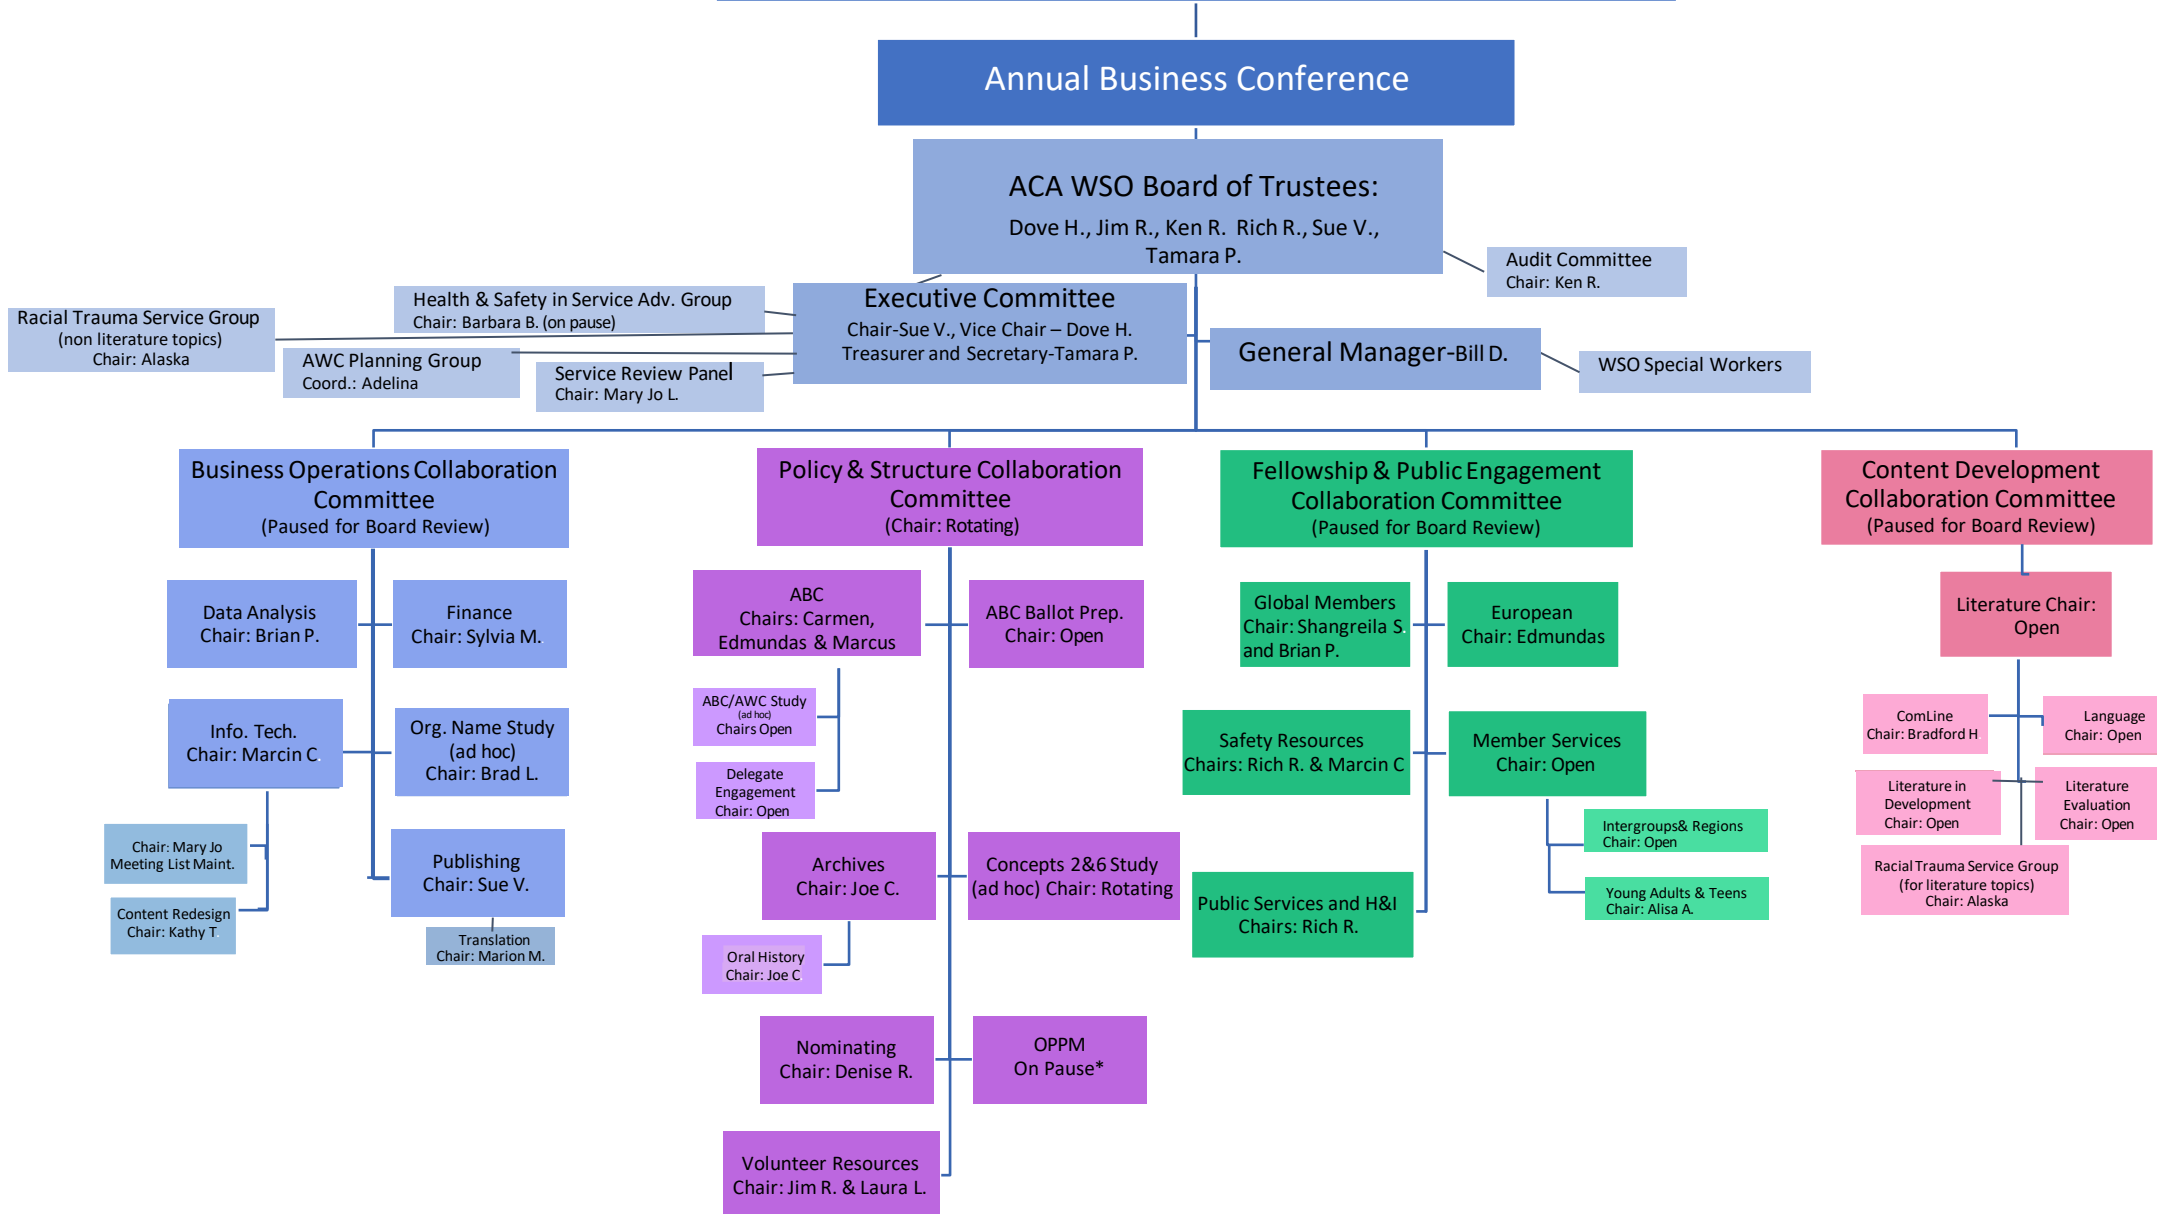 Annual Business Conference
ACA WSO Board of Trustees:
Dove H., Jim R., Ken R. Rich R., Sue V.,
Tamara P.
Audit Committee
Chair: Ken R.
Health & Safety in Service Adv. Group
Chair: Barbara B. (on pause)
Racial Trauma Service Group
(non literature topics)
Chair: Alaska
AWC Planning Group
Coord.: Adelina
Service Review Panel
Chair: Mary Jo L.
Executive Committee
Chair-Sue V., Vice Chair – Dove H.
Treasurer and Secretary-Tamara P.
General Manager-Bill D.
WSO Special Workers
Business Operations Collaboration
Committee
(Paused for Board Review)
Data Analysis
Chair: Brian P.
Finance
Chair: Sylvia M.
Info. Tech.
Chair: Marcin C.
Org. Name Study
(ad hoc)
Chair: Brad L.
Chair: Mary Jo
Meeting List Maint.
Content Redesign
Chair: Kathy T.
Publishing
Chair: Sue V.
Translation
Chair: Marion M.
Policy & Structure Collaboration
Committee
(Chair: Rotating)
ABC
Chairs: Carmen,
Edmundas & Marcus
ABC Ballot Prep.
Chair: Open
ABC/AWC Study
(ad hoc)
Chairs Open
Delegate
Engagement
Chair: Open
Archives
Chair: Joe C.
Concepts 2&6 Study
(ad hoc) Chair: Rotating
Oral History
Chair: Joe C
Nominating
Chair: Denise R.
OPPM
On Pause*
Volunteer Resources
Chair: Jim R. & Laura L.
Fellowship & Public Engagement
Collaboration Committee
(Paused for Board Review)
Global Members
Chair: Shangreila S.
and Brian P.
European
Chair: Edmundas
Safety Resources
Chairs: Rich R. & Marcin C
Member Services
Chair: Open
Intergroups& Regions
Chair: Open
Young Adults & Teens
Chair: Alisa A.
Public Services and H&I
Chairs: Rich R.
Content Development
Collaboration Committee
(Paused for Board Review)
Literature Chair:
Open
ComLine
Chair: Bradford H
Language
Chair: Open
Literature in
Development
Chair: Open
Literature
Evaluation
Chair: Open
Racial Trauma Service Group
(for literature topics)
Chair: Alaska